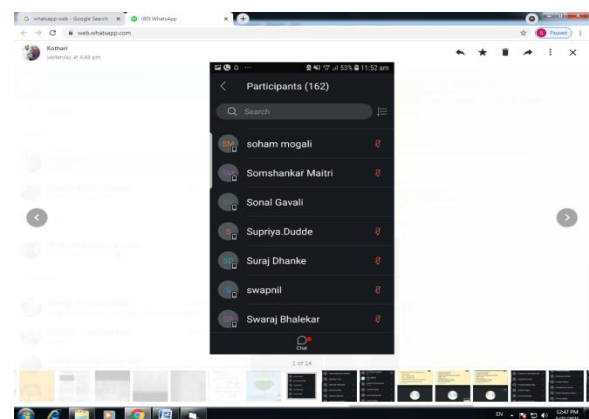 whatsapp-web - Google Search
(80) WhatsApp
web.whatsapp.com
Paused
Kothari
yesterday at 4:48 pm
53% 11:52 am
Participants (162)
Search
soham mogali
Somshankar Maitri
Sonal Gavali
Supriya.Dudde
Suraj Dhanke
swapnil
Swaraj Bhalekar
Chat
1 of 14
EN
12:47 PM